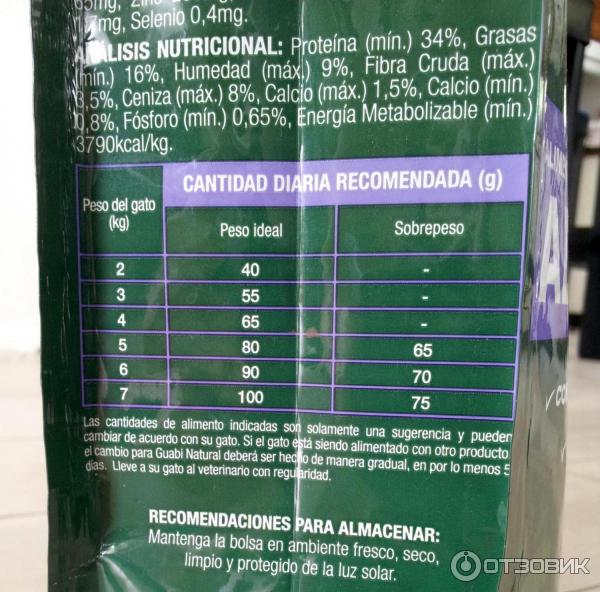 mg, Selenio 0,4mg.
ANÁLISIS NUTRICIONAL: Proteína (mín.) 34%, Grasas
(mín.) 16%, Humedad (máx.) 9%, Fibra Cruda (máx.)
3,5%, Ceniza (máx.) 8%, Calcio (máx.) 1,5%, Calcio (mín.)
0,8%, Fósforo (mín.) 0,65%, Energía Metabolizable (mín.)
3790kcal/kg.
Peso del gato (kg) CANTIDAD DIARIA RECOMENDADA (g)
Peso ideal Sobrepeso
2 40 -
3 55 -
4 65 -
5 80 65
6 90 70
7 100 75
Las cantidades de alimento indicadas son solamente una sugerencia y pueden
cambiar de acuerdo con su gato. Si el gato está siendo alimentado con otro producto
el cambio para Guabi Natural deberá ser hecho de manera gradual, en por lo menos 5
días. Lleve a su gato al veterinario con regularidad.
RECOMENDACIONES PARA ALMACENAR:
Mantenga la bolsa en ambiente fresco, seco,
limpio y protegido de la luz solar.
ОТЗОВИК